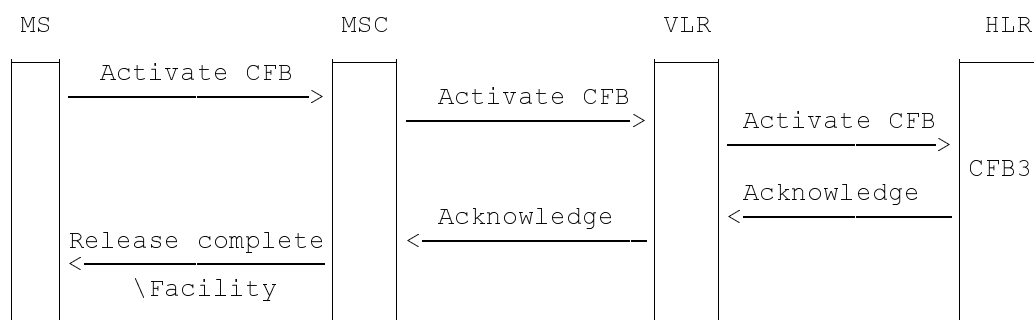 MS MSC VLR HLR
Activate CFB
Activate CFB
Activate CFB
CFB3
Acknowledge
Acknowledge
Release complete
\Facility